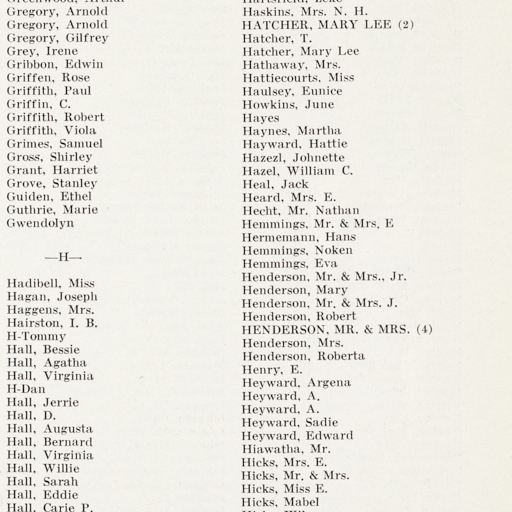 Gregory, Arnold
Gregory, Arnold
Gregory, Gilfrey
Grey, Irene
Gribbon, Edwin
Griffen, Rose
Griffith, Paul
Griffin, C.
Griffith, Robert
Griffith, Viola
Grimes, Samuel
Gross, Shirley
Grant, Harriet
Grove, Stanley
Guiden, Ethel
Guthrie, Marie
Gwendolyn
—H—
Hadibell, Miss
Hagan, Joseph
Haggens, Mrs.
Hairston, I. B.
H-Tommy
Hall, Bessie
Hall, Agatha
Hall, Virginia
H-Dan
Hall, Jerrie
Hall, D.
Hall, Augusta
Hall, Bernard
Hall, Virginia
Hall, Willie
Hall, Sarah
Hall, Eddie
Hall, Carie P.
Haskins, Mrs. N. H.
HATCHER, MARY LEE (2)
Hatcher, T.
Hatcher, Mary Lee
Hathaway, Mrs.
Hattiecourts, Miss
Haulsey, Eunice
Howkins, June
Hayes
Haynes, Martha
Hayward, Hattie
Hazezl, Johnette
Hazel, William C.
Heal, Jack
Heard, Mrs. E.
Hecht, Mr. Nathan
Hemmings, Mr. & Mrs. E
Hermemann, Hans
Hemmings, Noken
Hemmings, Eva
Henderson, Mr. & Mrs., Jr.
Henderson, Mary
Henderson, Mr. & Mrs. J.
Henderson, Robert
HENDERSON, MR. & MRS. (4)
Henderson, Mrs.
Henderson, Roberta
Henry, E.
Heyward, Argena
Heyward, A.
Heyward, A.
Heyward, Sadie
Heyward, Edward
Hiawatha, Mr.
Hicks, Mrs. E.
Hicks, Mr. & Mrs.
Hicks, Miss E.
Hicks, Mabel